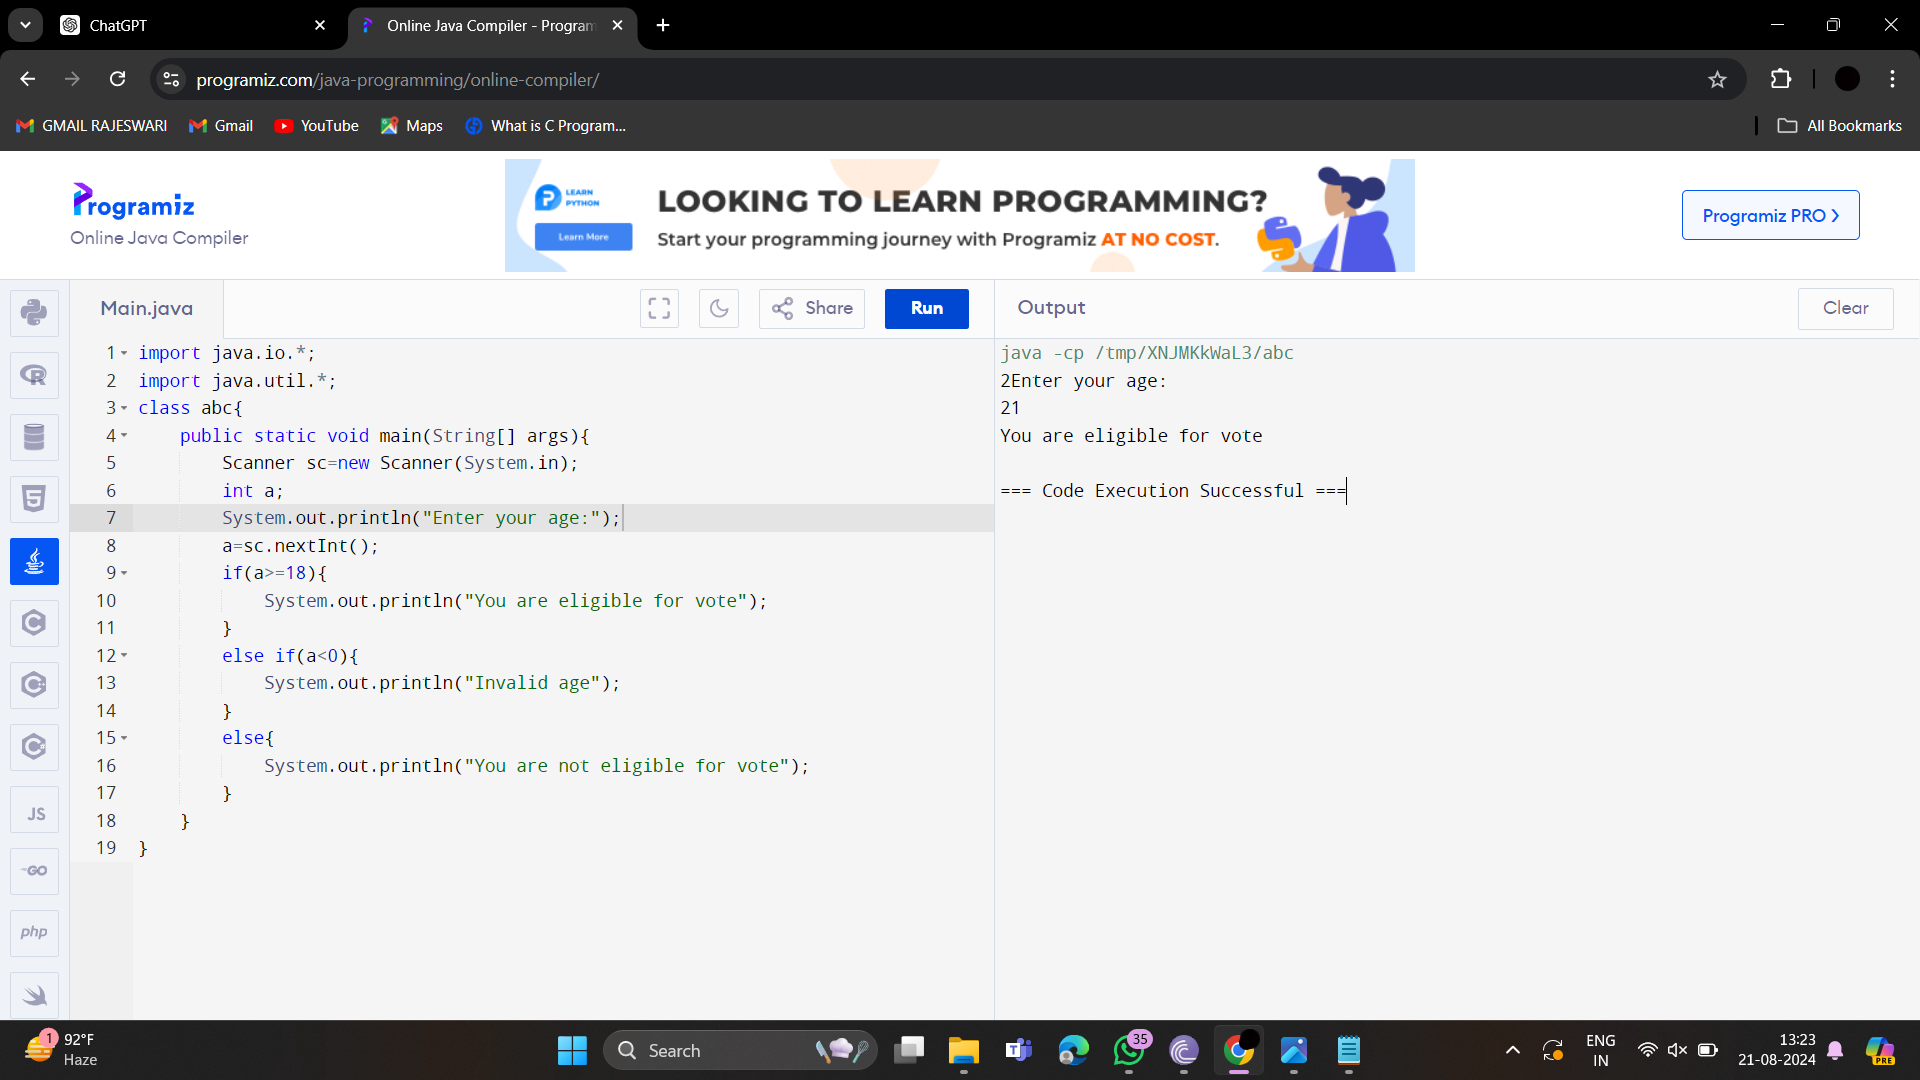 ChatGPT
Online Java Compiler - Program
programiz.com/java-programming/online-compiler/
GMAIL RAJESWARI
Gmail
YouTube
Maps
What is C Program...
All Bookmarks
Programiz
Online Java Compiler
LEARN PYTHON
Learn More
LOOKING TO LEARN PROGRAMMING?
Start your programming journey with Programiz AT NO COST.
Programiz PRO
Main.java
Share
Run
Output
Clear
1 import java.io.*;
2 import java.util.*;
3 class abc{
4 public static void main(String[] args){
5 Scanner sc=new Scanner(System.in);
6 int a;
7 System.out.println("Enter your age:");
8 a=sc.nextInt();
9 if(a>=18){
10 System.out.println("You are eligible for vote");
11 }
12 else if(a<0){
13 System.out.println("Invalid age");
14 }
15 else{
16 System.out.println("You are not eligible for vote");
17 }
18 }
19 }
java -cp /tmp/XNJMKkWaL3/abc
2Enter your age:
21
You are eligible for vote
=== Code Execution Successful ===
R
5
C
C
C
JS
GO
php
1
92°F
Haze
Search
35
ENG
IN
13:23
21-08-2024
PRE